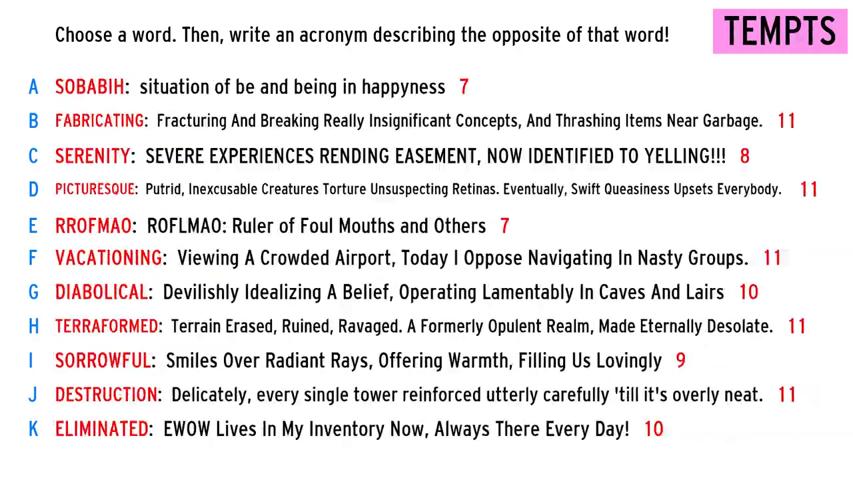 Choose a word. Then, write an acronym describing the opposite of that word!
TEMPTS
A SOBABIH: situation of be and being in happyness 7
B FABRICATING: Fracturing And Breaking Really Insignificant Concepts, And Thrashing Items Near Garbage. 11
C SERENITY: SEVERE EXPERIENCES RENDING EASEMENT, NOW IDENTIFIED TO YELLING!!! 8
D PICTURESQUE: Putrid, Inexcusable Creatures Torture Unsuspecting Retinas. Eventually, Swift Queasiness Upsets Everybody. 11
E RROFMAO: ROFLMAO: Ruler of Foul Mouths and Others 7
F VACATIONING: Viewing A Crowded Airport, Today I Oppose Navigating In Nasty Groups. 11
G DIABOLICAL: Devilishly Idealizing A Belief, Operating Lamentably In Caves And Lairs 10
H TERRAFORMED: Terrain Erased, Ruined, Ravaged. A Formerly Opulent Realm, Made Eternally Desolate. 11
I SORROWFUL: Smiles Over Radiant Rays, Offering Warmth, Filling Us Lovingly 9
J DESTRUCTION: Delicately, every single tower reinforced utterly carefully 'till it's overly neat. 11
K ELIMINATED: EWOW Lives In My Inventory Now, Always There Every Day! 10